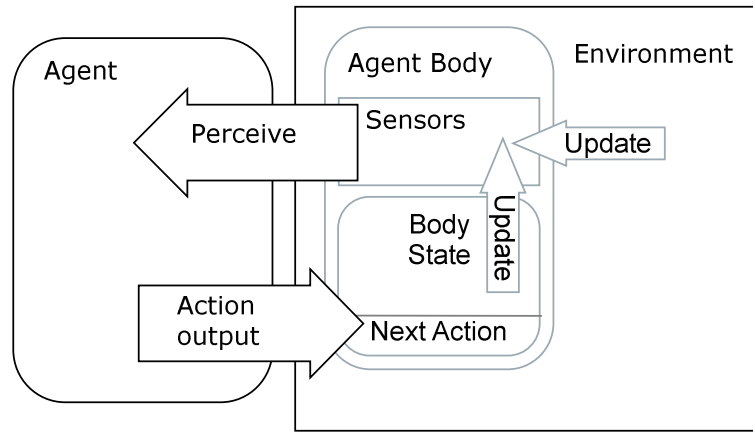 Agent
Agent Body
Environment
Perceive
Sensors
Update
Update
Body
State
Action
output
Next Action